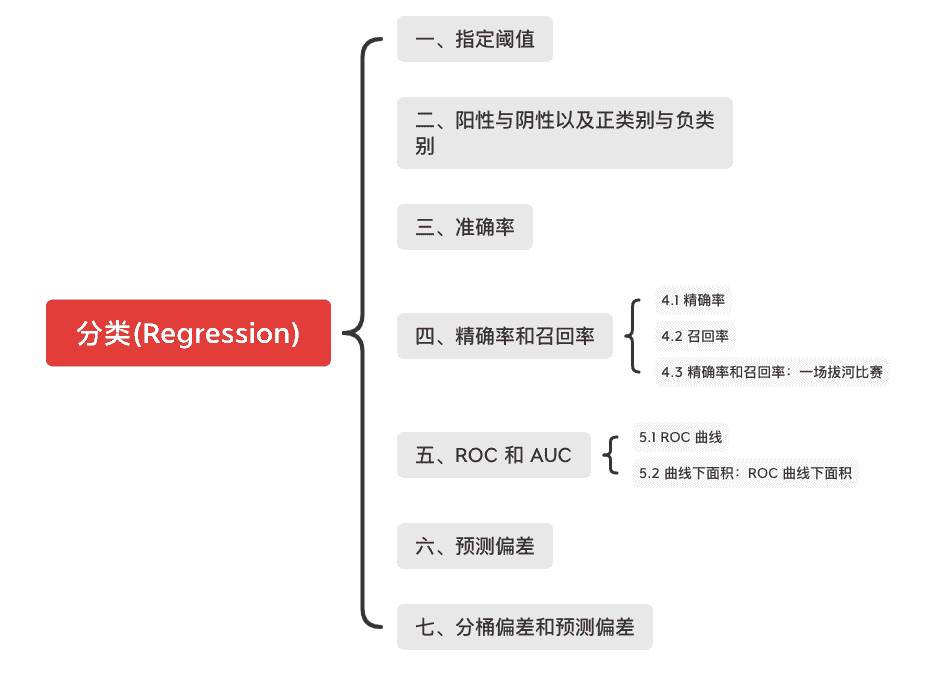 一、指定阈值
二、阳性与阴性以及正类别与负类
别
三、准确率
分类(Regression)
四、精确率和召回率
4.1 精确率
4.2 召回率
4.3 精确率和召回率：一场拔河比赛
五、ROC 和 AUC
5.1 ROC 曲线
5.2 曲线下面积：ROC 曲线下面积
六、预测偏差
七、分桶偏差和预测偏差